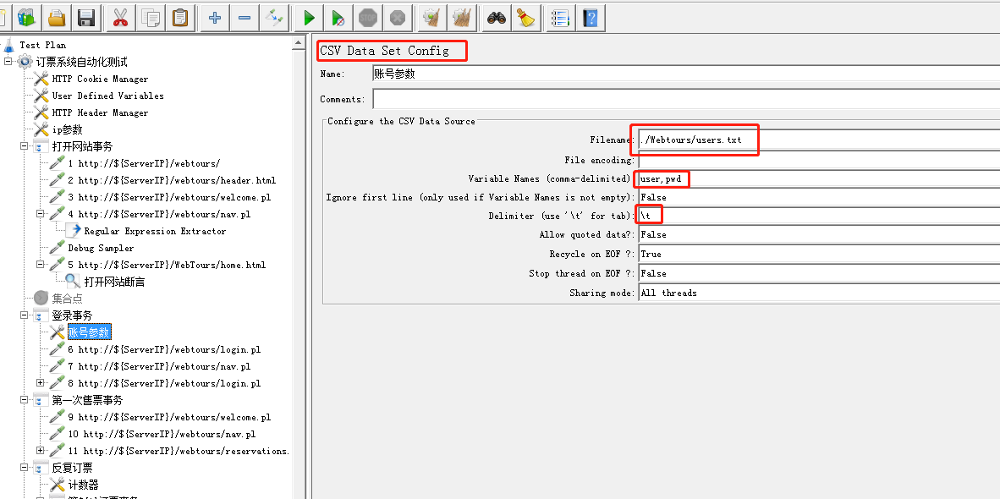 STOP
Test Plan
订票系统自动化测试
HTTP Cookie Manager
User Defined Variables
HTTP Header Manager
ip参数
打开网站事务
1 http://${ServerIP}/webtours/
2 http://${ServerIP}/webtours/header.html
3 http://${ServerIP}/webtours/welcome.pl
4 http://${ServerIP}/webtours/nav.pl
Regular Expression Extractor
Debug Sampler
5 http://${ServerIP}/WebTours/home.html
打开网站断言
集合点
登录事务
账号参数
6 http://${ServerIP}/webtours/login.pl
7 http://${ServerIP}/webtours/nav.pl
8 http://${ServerIP}/webtours/login.pl
第一次售票事务
9 http://${ServerIP}/webtours/welcome.pl
10 http://${ServerIP}/webtours/nav.pl
11 http://${ServerIP}/webtours/reservations.
反复订票
计数器
CSV Data Set Config
Name: 账号参数
Comments:
Configure the CSV Data Source
Filename: ./Webtours/users.txt
File encoding:
Variable Names (comma-delimited): user,pwd
Ignore first line (only used if Variable Names is not empty): False
Delimiter (use '\t' for tab): \t
Allow quoted data?: False
Recycle on EOF ?: True
Stop thread on EOF ?: False
Sharing mode: All threads